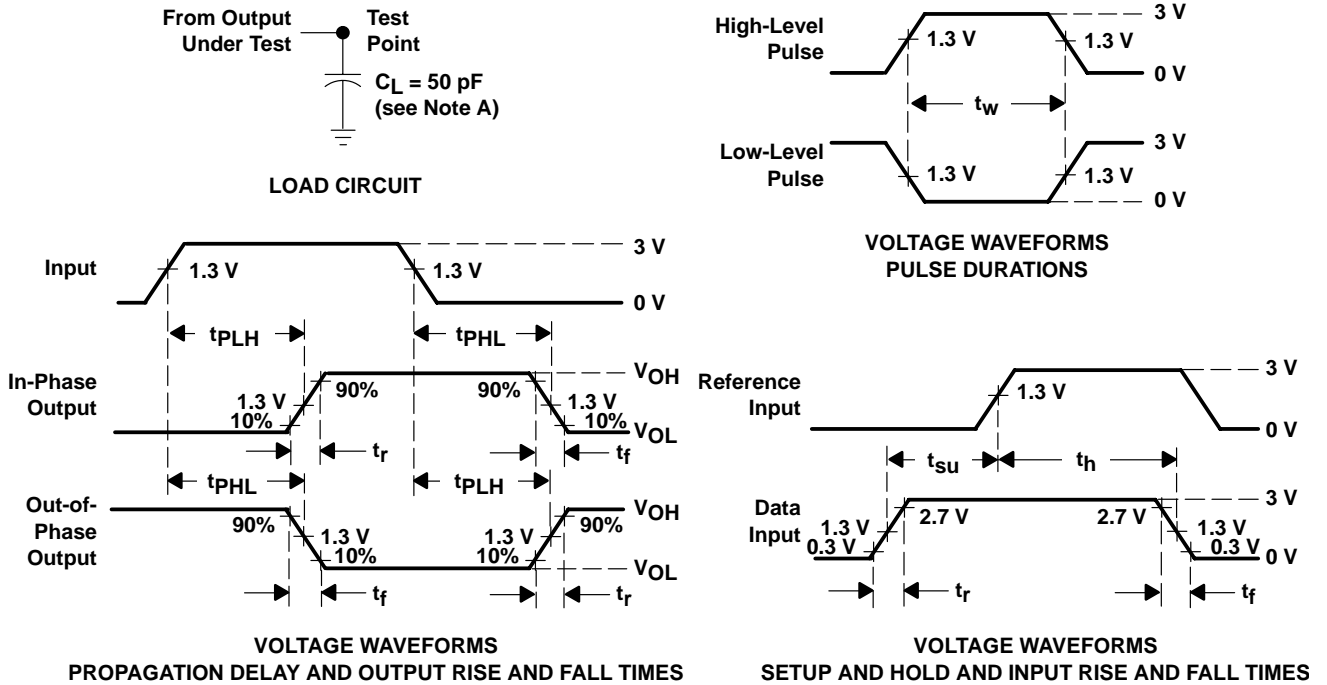 From Output
Under Test
Test
Point
CL = 50 pF
(see Note A)
LOAD CIRCUIT
High-Level
Pulse
3 V
1.3 V
1.3 V
0 V
tw
Low-Level
Pulse
3 V
1.3 V
1.3 V
0 V
VOLTAGE WAVEFORMS
PULSE DURATIONS
Input
3 V
1.3 V
1.3 V
0 V
tPLH
tPHL
In-Phase
Output
VOH
90%
90%
1.3 V
1.3 V
10%
10%
VOL
tr
tf
tPHL
tPLH
Out-of-
Phase
Output
VOH
90%
90%
1.3 V
1.3 V
10%
10%
VOL
tf
tr
VOLTAGE WAVEFORMS
PROPAGATION DELAY AND OUTPUT RISE AND FALL TIMES
Reference
Input
3 V
1.3 V
0 V
tsu
th
Data
Input
3 V
2.7 V
2.7 V
1.3 V
1.3 V
0.3 V
0.3 V
0 V
tr
tf
VOLTAGE WAVEFORMS
SETUP AND HOLD AND INPUT RISE AND FALL TIMES